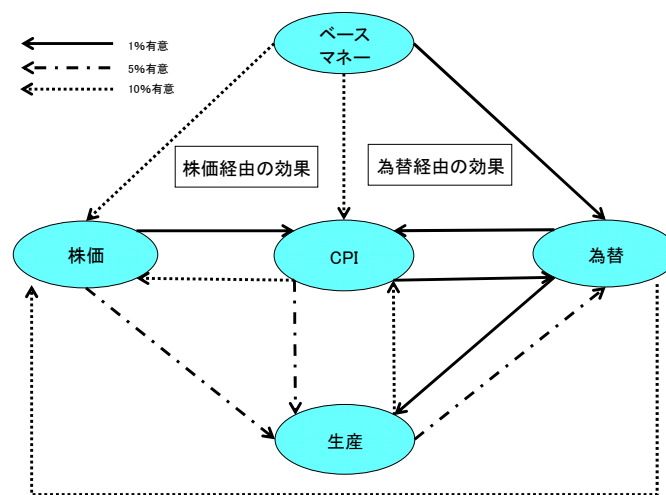 1%有意
5%有意
10%有意
ベース
マネー
株価経由の効果
為替経由の効果
株価
CPI
為替
生産